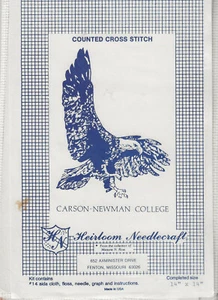 COUNTED CROSS STITCH
CARSON-NEWMAN COLLEGE
HN Heirloom Needlecraft
FENTON, MISSOURI 63026
Kit contains
*14 aida cloth, floss, needle, graph and instructions.
Completed size
Made in USA